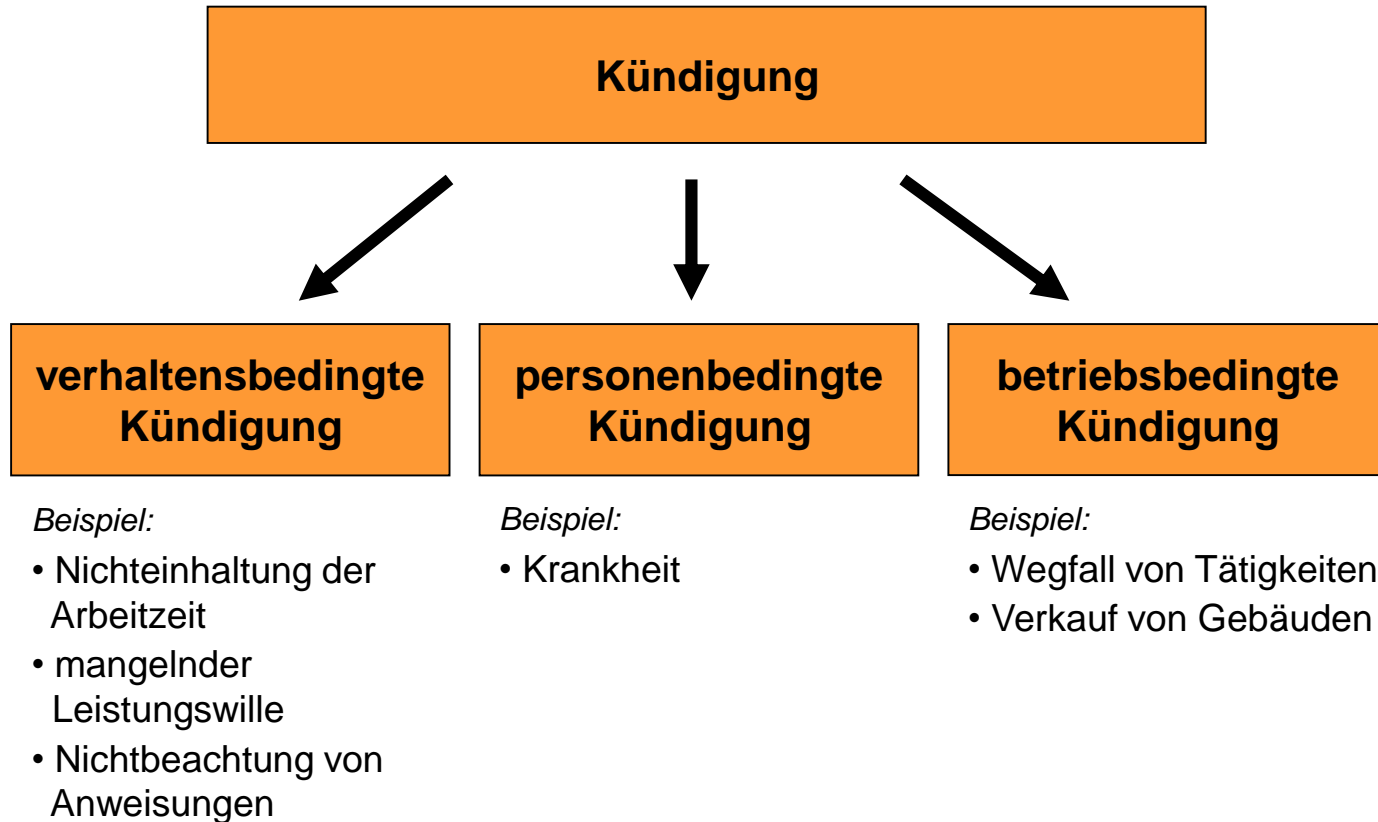 Kündigung
verhaltensbedingte
Kündigung
personenbedingte
Kündigung
betriebsbedingte
Kündigung
Beispiel:
• Nichteinhaltung der
Arbeitzeit
• mangelnder
Leistungswille
• Nichtbeachtung von
Anweisungen
Beispiel:
• Krankheit
Beispiel:
• Wegfall von Tätigkeiten
• Verkauf von Gebäuden